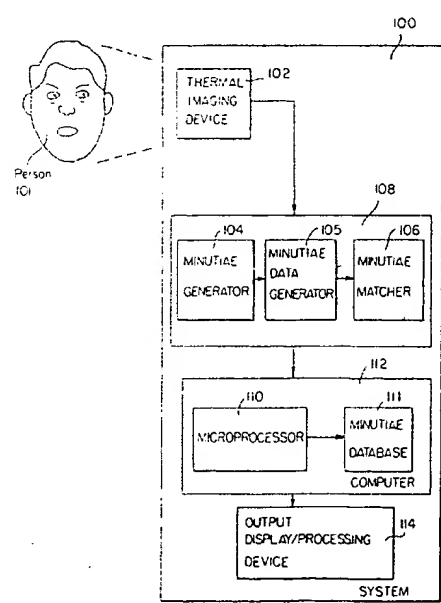 100
102
THERMAL
IMAGING
DEVICE
Person
101
108
104
105
106
MINUTIAE
GENERATOR
MINUTIAE
DATA
GENERATOR
MINUTIAE
MATCHER
112
110
111
MICROPROCESSOR
MINUTIAE
DATABASE
COMPUTER
OUTPUT
DISPLAY/PROCESSING
DEVICE
114
SYSTEM